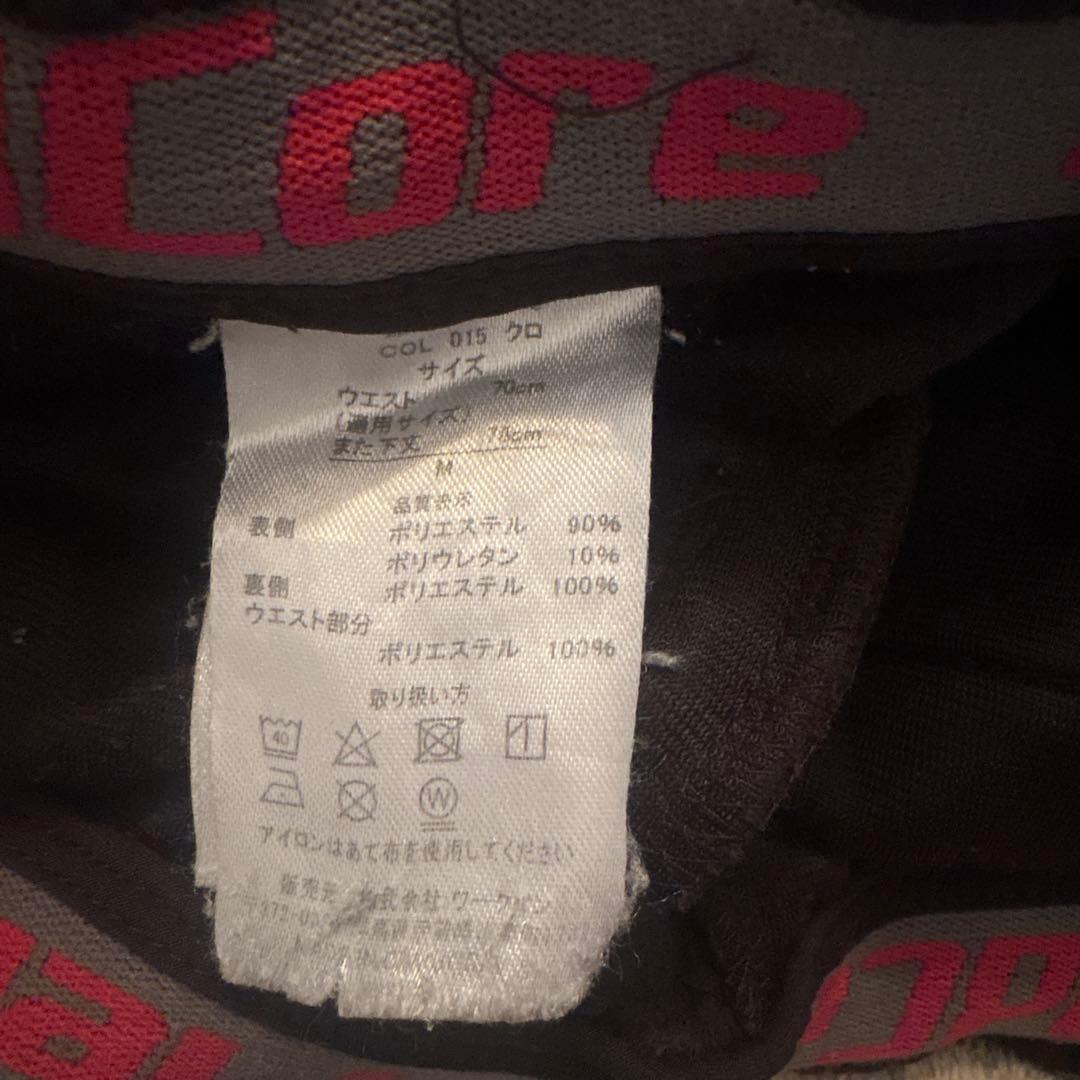 Core
COL 015 クロ
サイズ
ウエスト 70cm
(適用サイズ)
また下丈 78cm
M
品質表示
表側 ポリエステル 90%
ポリウレタン 10%
裏側 ポリエステル 100%
ウエスト部分
ポリエステル 100%
取り扱い方
40
W
アイロンはあて布を使用してください
販売元 株式会社 ワークマン